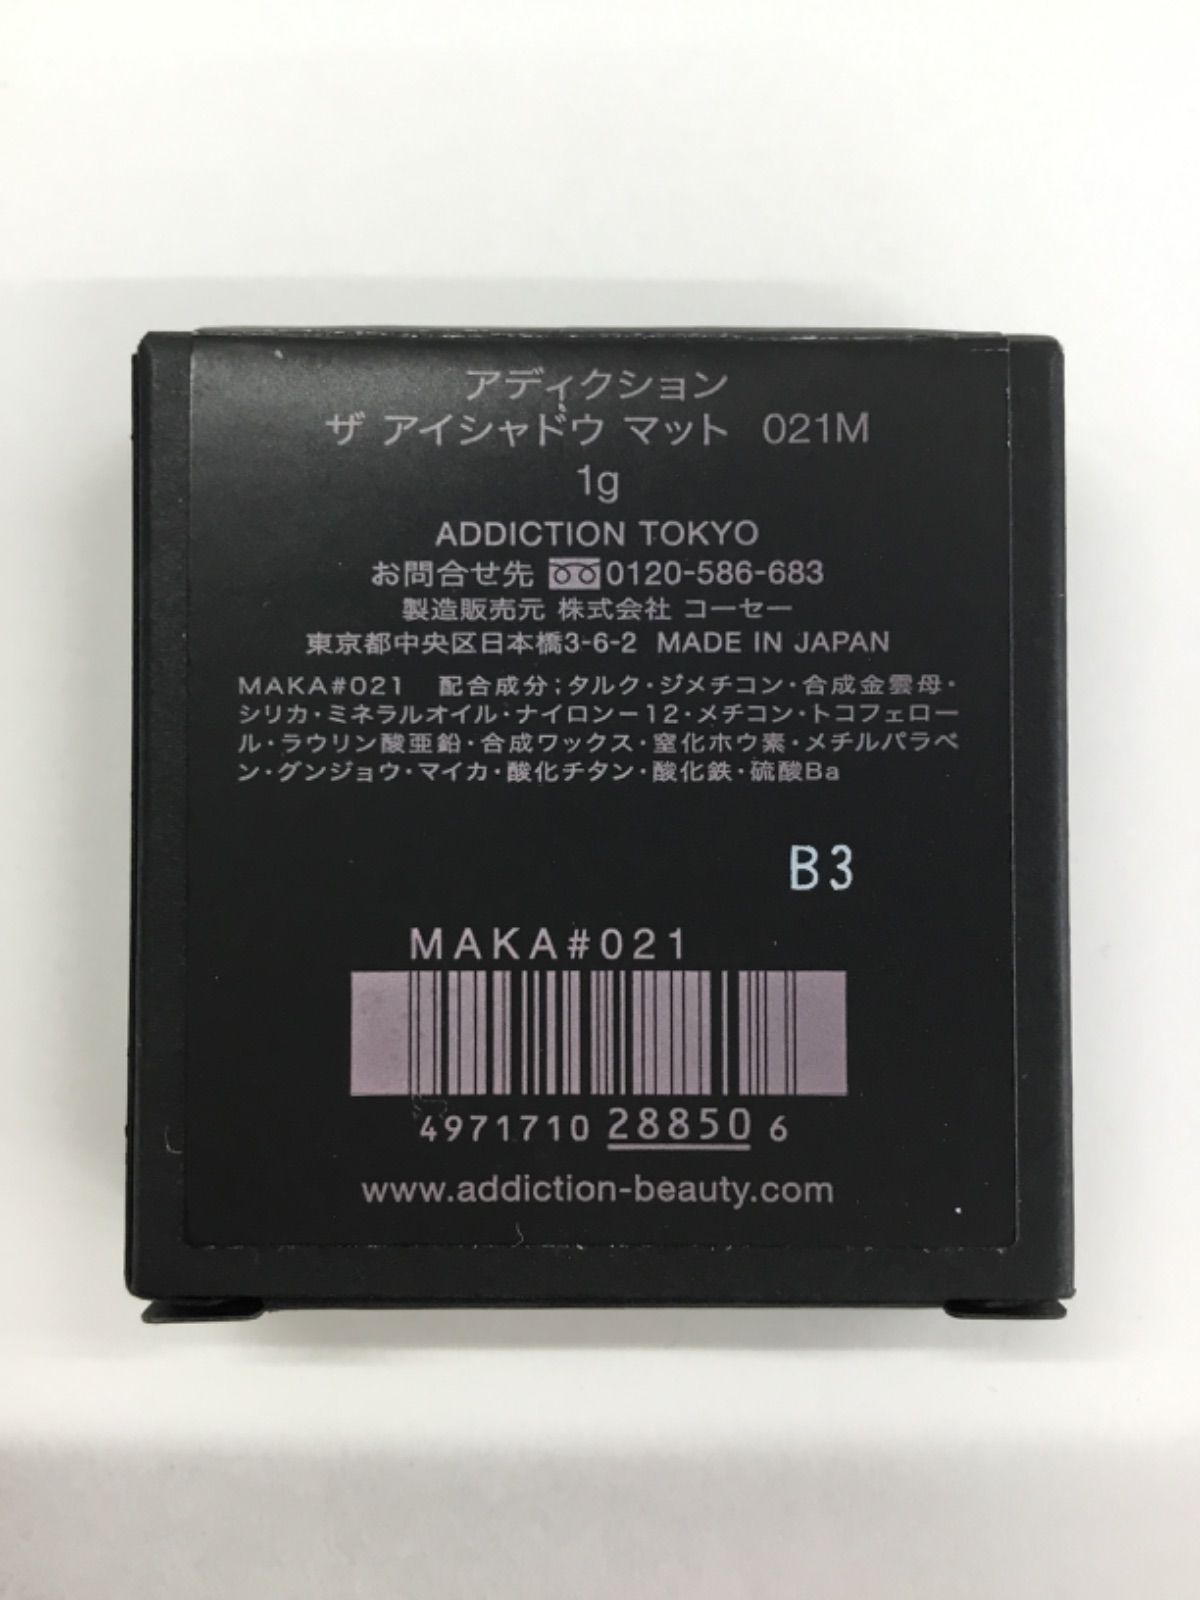 アディクション
ザ アイシャドウ マット 021M
1g
ADDICTION TOKYO
お問合せ先 0120-586-683
製造販売元 株式会社 コーセー
東京都中央区日本橋3-6-2 MADE IN JAPAN
MAKA#021 配合成分;タルク・ジメチコン・合成金雲母・
シリカ・ミネラルオイル・ナイロン－12・メチコン・トコフェロー
ル・ラウリン酸亜鉛・合成ワックス・窒化ホウ素・メチルパラベ
ン・グンジョウ・マイカ・酸化チタン・酸化鉄・硫酸Ba
B3
MAKA#021
4971710 28850 6
www.addiction-beauty.com